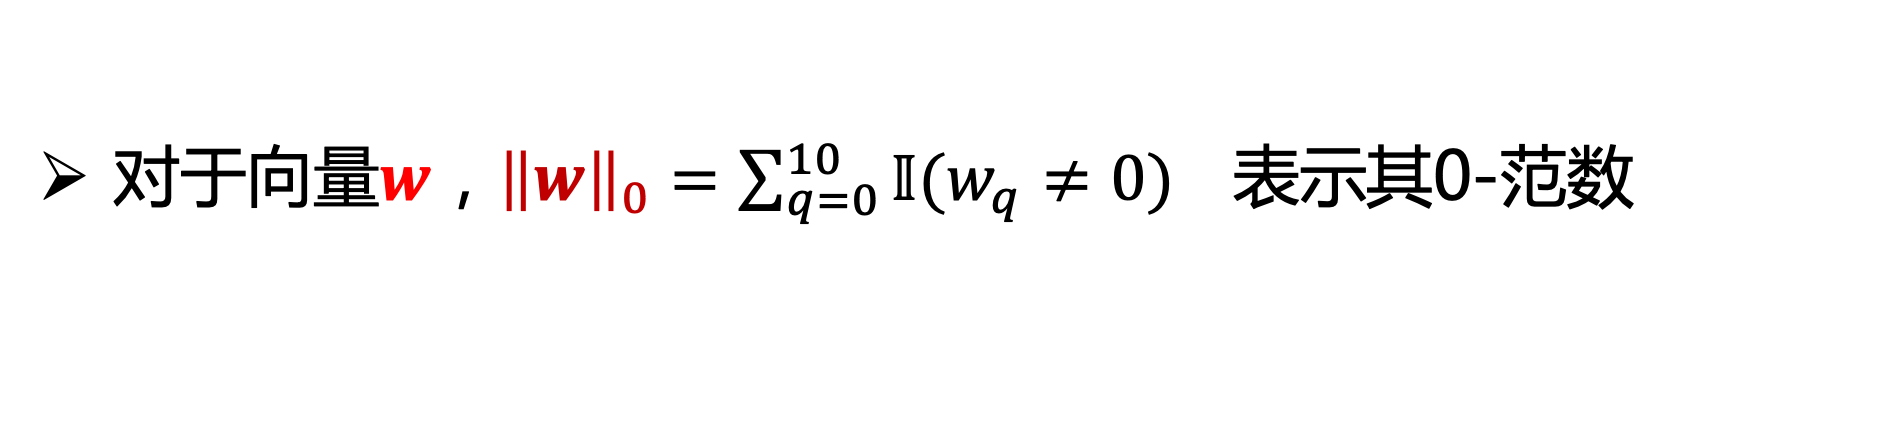 ➢ 对于向量w，‖w‖₀ = ∑_{q=0}^{10} 𝕀(w_q ≠ 0) 表示其0-范数